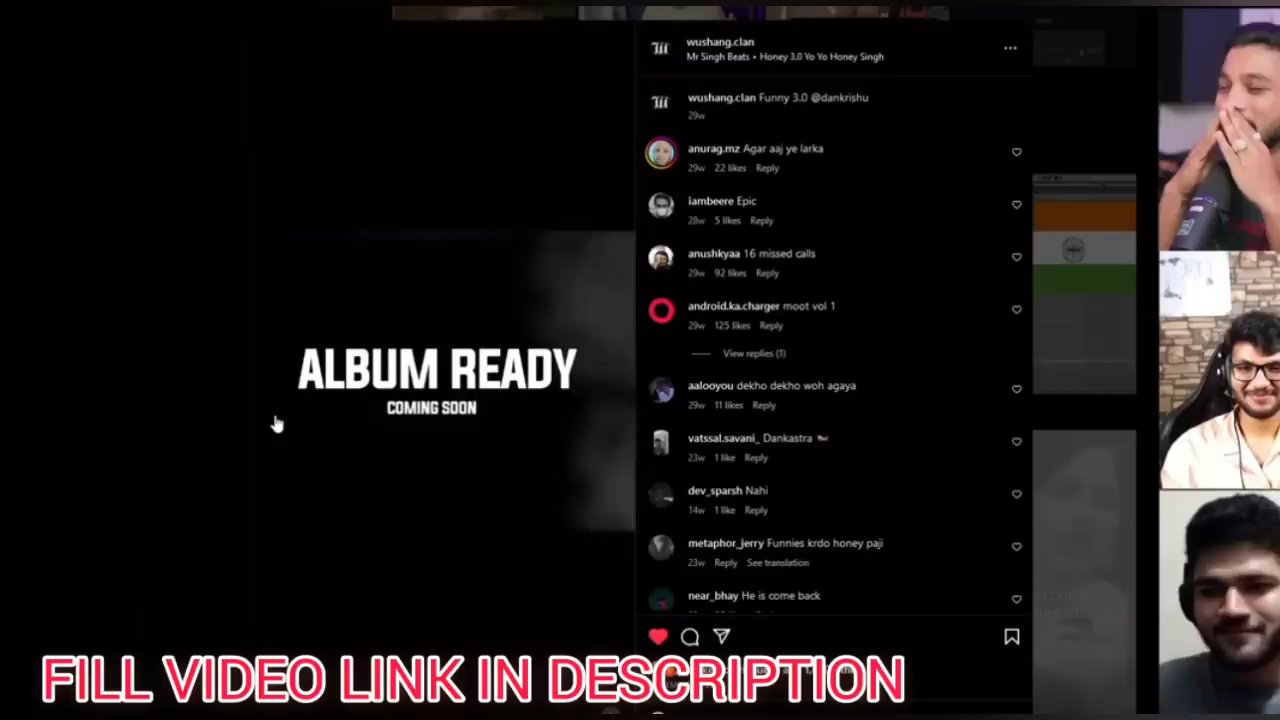 wushang.clan
Mr Singh Beats • Honey 3.0 Yo Yo Honey Singh
wushang.clan Funny 3.0 @dankrishu
29w
anurag.mz Agar aaj ye larka
29w 22 likes Reply
iambeere Epic
28w 5 likes Reply
anushkyaa 16 missed calls
29w 92 likes Reply
android.ka.charger moot vol 1
29w 125 likes Reply
View replies (1)
aalooyou dekho dekho woh agaya
29w 11 likes Reply
vatssal.savani_ Dankastra
23w 1 like Reply
dev_sparsh Nahi
14w 1 like Reply
metaphor_jerry Funnies krdo honey paji
23w Reply See translation
near_bhay He is come back
ALBUM READY
COMING SOON
FILL VIDEO LINK IN DESCRIPTION